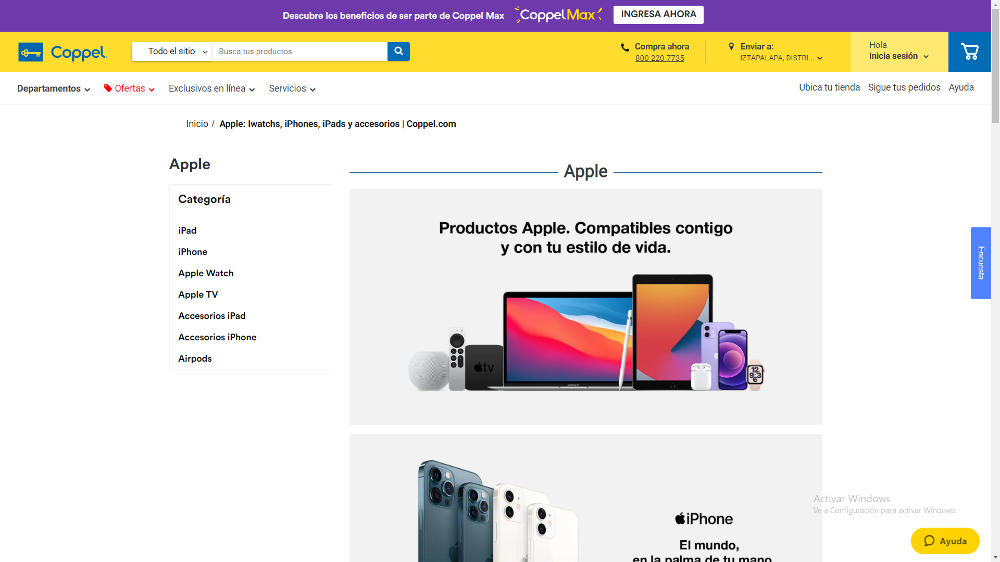 Descubre los beneficios de ser parte de Coppel Max
CoppelMax
INGRESA AHORA
Coppel
Todo el sitio
Busca tus productos
Compra ahora
800 220 7735
Enviar a:
IZTAPALAPA, DISTRI...
Hola
Inicia sesión
Departamentos
Ofertas
Exclusivos en línea
Servicios
Ubica tu tienda
Sigue tus pedidos
Ayuda
Inicio / Apple: Iwatchs, iPhones, iPads y accesorios | Coppel.com
Apple
Categoría
iPad
iPhone
Apple Watch
Apple TV
Accesorios iPad
Accesorios iPhone
Airpods
Apple
Productos Apple. Compatibles contigo
y con tu estilo de vida.
tv
MacBook Air
12
9 3
6
iPhone
El mundo,
en la palma de tu mano
Encuesta
Activar Windows
Ve a Configuración para activar Windows.
Ayuda